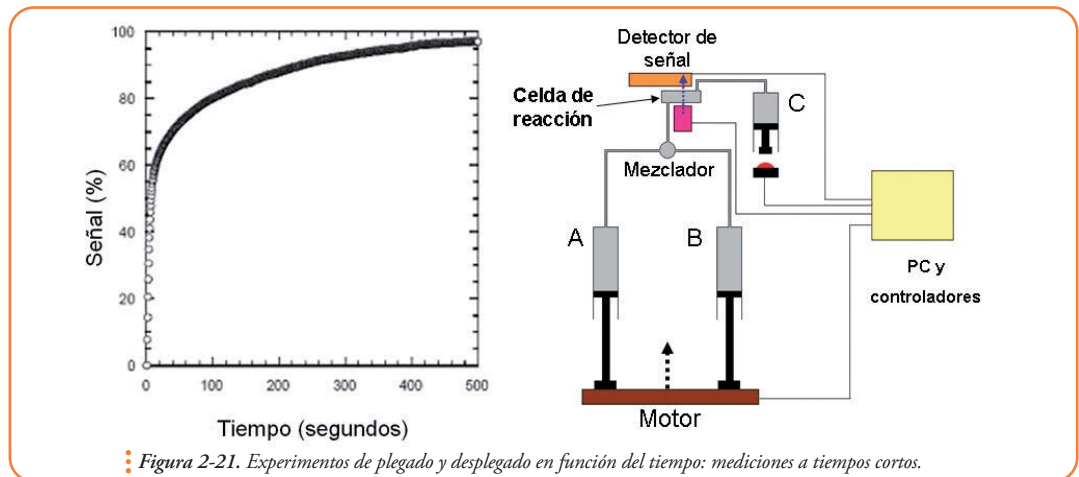 100
80
60
40
20
0
Señal (%)
0 100 200 300 400 500
Tiempo (segundos)
Detector de
señal
Celda de
reacción
C
Mezclador
A
B
PC y
controladores
Motor
Figura 2-21. Experimentos de plegado y desplegado en función del tiempo: mediciones a tiempos cortos.